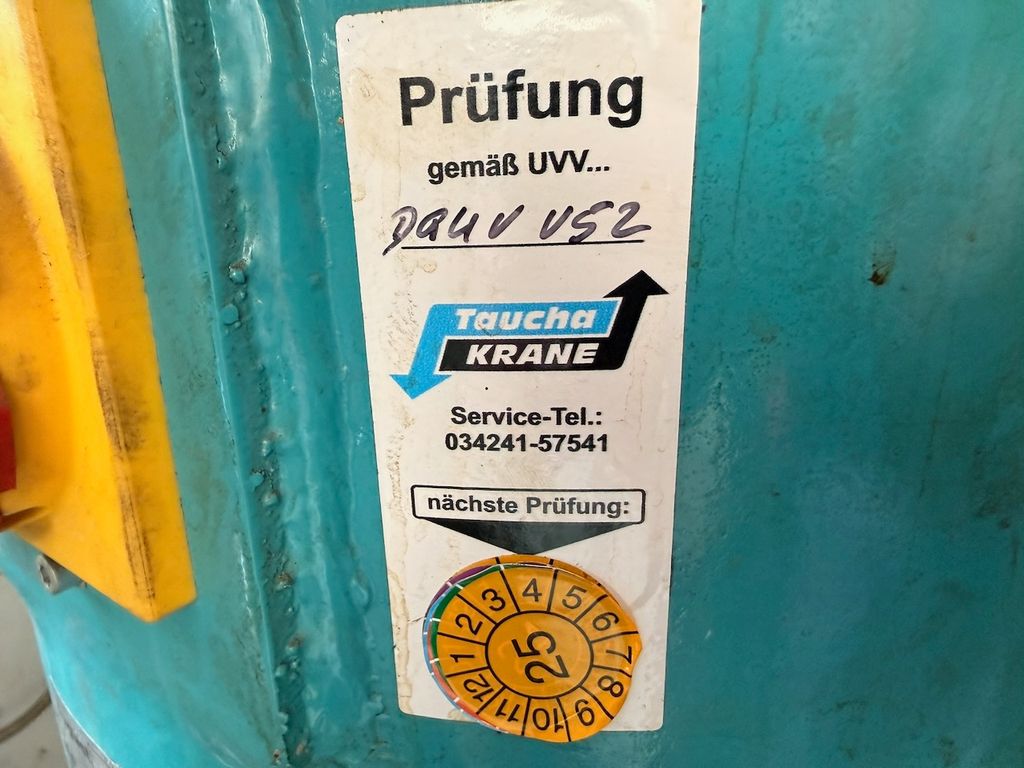 Prüfung
gemäß UVV...
DGUV V52
Taucha
KRANE
Service-Tel.:
034241-57541
nächste Prüfung:
1 2 3 4 5 6 7 8 9 10 11 12
25